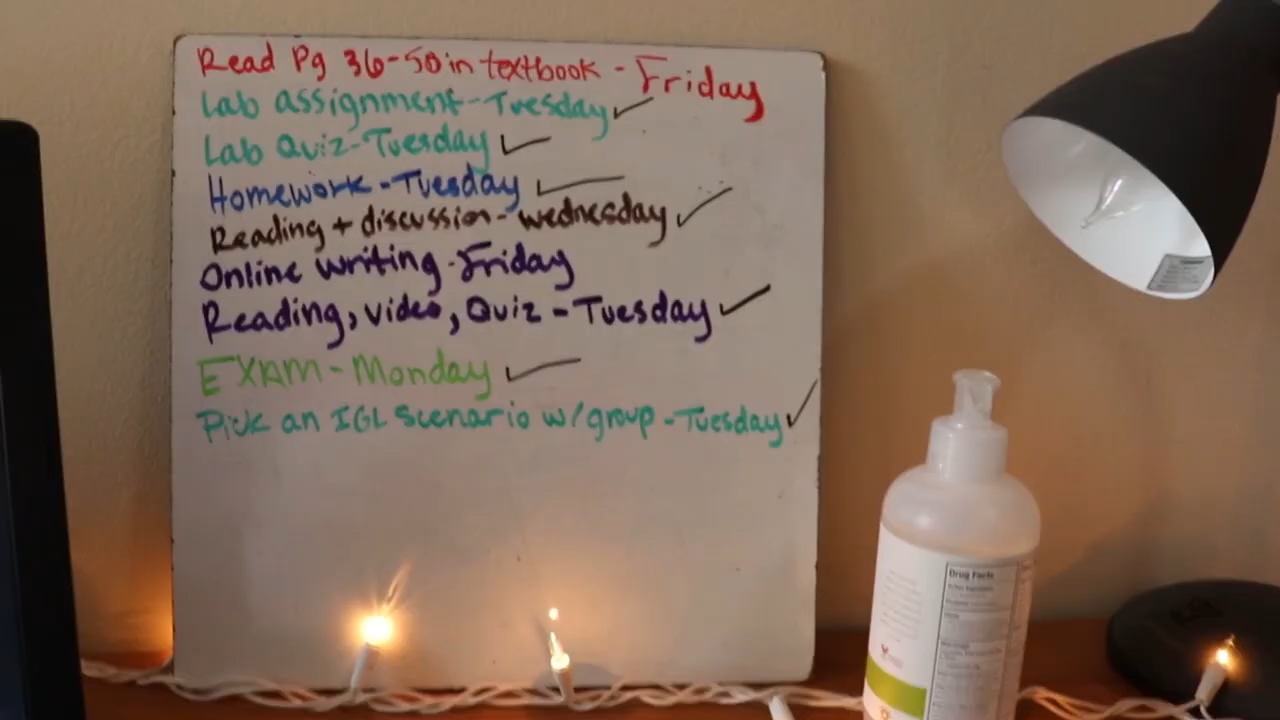 Read Pg 36-50 in textbook - Friday
Lab assignment - Tuesday ✓
Lab Quiz - Tuesday ✓
Homework - Tuesday ✓
Reading + discussion - wednesday ✓
Online writing - Friday
Reading, video, Quiz - Tuesday ✓
EXAM - Monday ✓
Pick an IGL scenario w/group - Tuesday ✓
Drug Facts